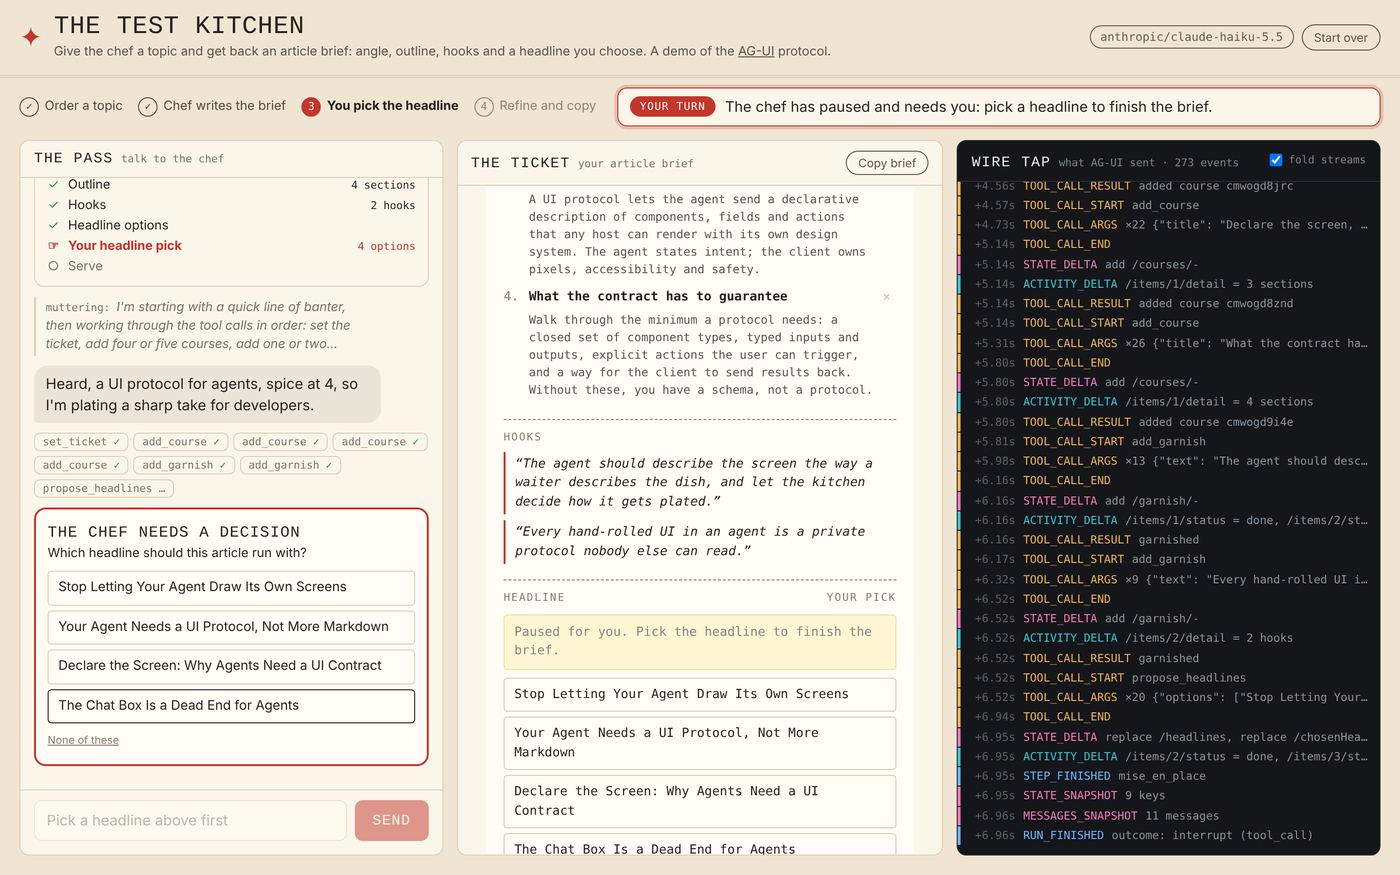 THE TEST KITCHEN
Give the chef a topic and get back an article brief: angle, outline, hooks and a headline you choose. A demo of the AG-UI protocol.
anthropic/claude-haiku-5.5
Start over
✓ Order a topic
✓ Chef writes the brief
3 You pick the headline
4 Refine and copy
YOUR TURN The chef has paused and needs you: pick a headline to finish the brief.
THE PASS talk to the chef
✓ Outline 4 sections
✓ Hooks 2 hooks
✓ Headline options
☞ Your headline pick 4 options
Serve
muttering: I'm starting with a quick line of banter,
then working through the tool calls in order: set the
ticket, add four or five courses, add one or two...
Heard, a UI protocol for agents, spice at 4, so
I'm plating a sharp take for developers.
set_ticket ✓ add_course ✓ add_course ✓ add_course ✓
add_course ✓ add_garnish ✓ add_garnish ✓
propose_headlines …
THE CHEF NEEDS A DECISION
Which headline should this article run with?
Stop Letting Your Agent Draw Its Own Screens
Your Agent Needs a UI Protocol, Not More Markdown
Declare the Screen: Why Agents Need a UI Contract
The Chat Box Is a Dead End for Agents
None of these
Pick a headline above first
SEND
THE TICKET your article brief
Copy brief
A UI protocol lets the agent send a declarative
description of components, fields and actions
that any host can render with its own design
system. The agent states intent; the client owns
pixels, accessibility and safety.
4. What the contract has to guarantee ×
Walk through the minimum a protocol needs: a
closed set of component types, typed inputs and
outputs, explicit actions the user can trigger,
and a way for the client to send results back.
Without these, you have a schema, not a protocol.
HOOKS
“The agent should describe the screen the way a
waiter describes the dish, and let the kitchen
decide how it gets plated.”
“Every hand-rolled UI in an agent is a private
protocol nobody else can read.”
HEADLINE YOUR PICK
Paused for you. Pick the headline to finish the
brief.
Stop Letting Your Agent Draw Its Own Screens
Your Agent Needs a UI Protocol, Not More
Markdown
Declare the Screen: Why Agents Need a UI
Contract
The Chat Box Is a Dead End for Agents
WIRE TAP what AG-UI sent · 273 events
fold streams
+4.56s TOOL_CALL_RESULT added course cmwogd8jrc
+4.57s TOOL_CALL_START add_course
+4.73s TOOL_CALL_ARGS ×22 {"title": "Declare the screen, …
+5.14s TOOL_CALL_END
+5.14s STATE_DELTA add /courses/-
+5.14s ACTIVITY_DELTA /items/1/detail = 3 sections
+5.14s TOOL_CALL_RESULT added course cmwogd8znd
+5.14s TOOL_CALL_START add_course
+5.31s TOOL_CALL_ARGS ×26 {"title": "What the contract ha…
+5.80s TOOL_CALL_END
+5.80s STATE_DELTA add /courses/-
+5.80s ACTIVITY_DELTA /items/1/detail = 4 sections
+5.80s TOOL_CALL_RESULT added course cmwogd9i4e
+5.81s TOOL_CALL_START add_garnish
+5.98s TOOL_CALL_ARGS ×13 {"text": "The agent should desc…
+6.16s TOOL_CALL_END
+6.16s STATE_DELTA add /garnish/-
+6.16s ACTIVITY_DELTA /items/1/status = done, /items/2/st…
+6.16s TOOL_CALL_RESULT garnished
+6.17s TOOL_CALL_START add_garnish
+6.32s TOOL_CALL_ARGS ×9 {"text": "Every hand-rolled UI i…
+6.52s TOOL_CALL_END
+6.52s STATE_DELTA add /garnish/-
+6.52s ACTIVITY_DELTA /items/2/detail = 2 hooks
+6.52s TOOL_CALL_RESULT garnished
+6.52s TOOL_CALL_START propose_headlines
+6.52s TOOL_CALL_ARGS ×20 {"options": ["Stop Letting Your…
+6.94s TOOL_CALL_END
+6.95s STATE_DELTA replace /headlines, replace /chosenHea…
+6.95s ACTIVITY_DELTA /items/2/status = done, /items/3/st…
+6.95s STEP_FINISHED mise_en_place
+6.95s STATE_SNAPSHOT 9 keys
+6.96s MESSAGES_SNAPSHOT 11 messages
+6.96s RUN_FINISHED outcome: interrupt (tool_call)